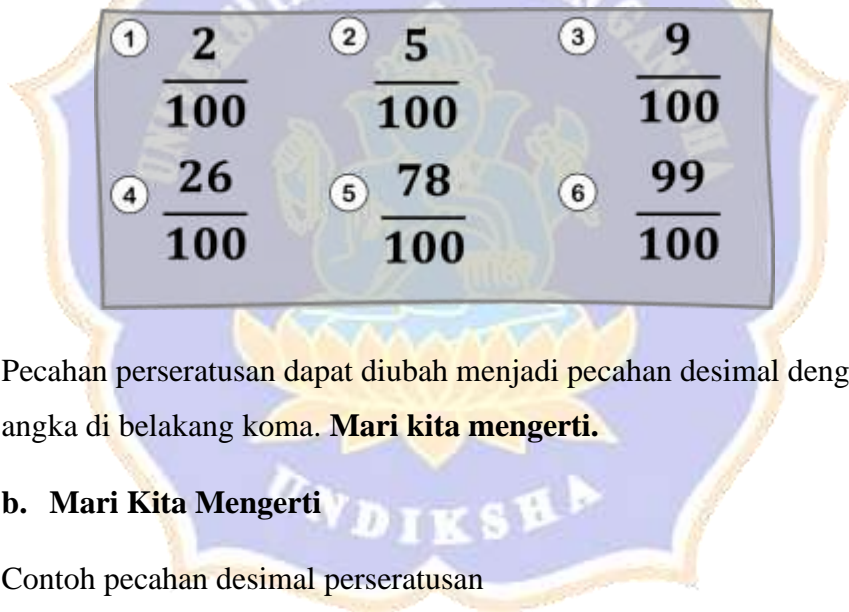 1 2/100 2 5/100 3 9/100
4 26/100 5 78/100 6 99/100
Pecahan perseratusan dapat diubah menjadi pecahan desimal deng
angka di belakang koma. Mari kita mengerti.
b. Mari Kita Mengerti
UNDIKSHA
Contoh pecahan desimal perseratusan